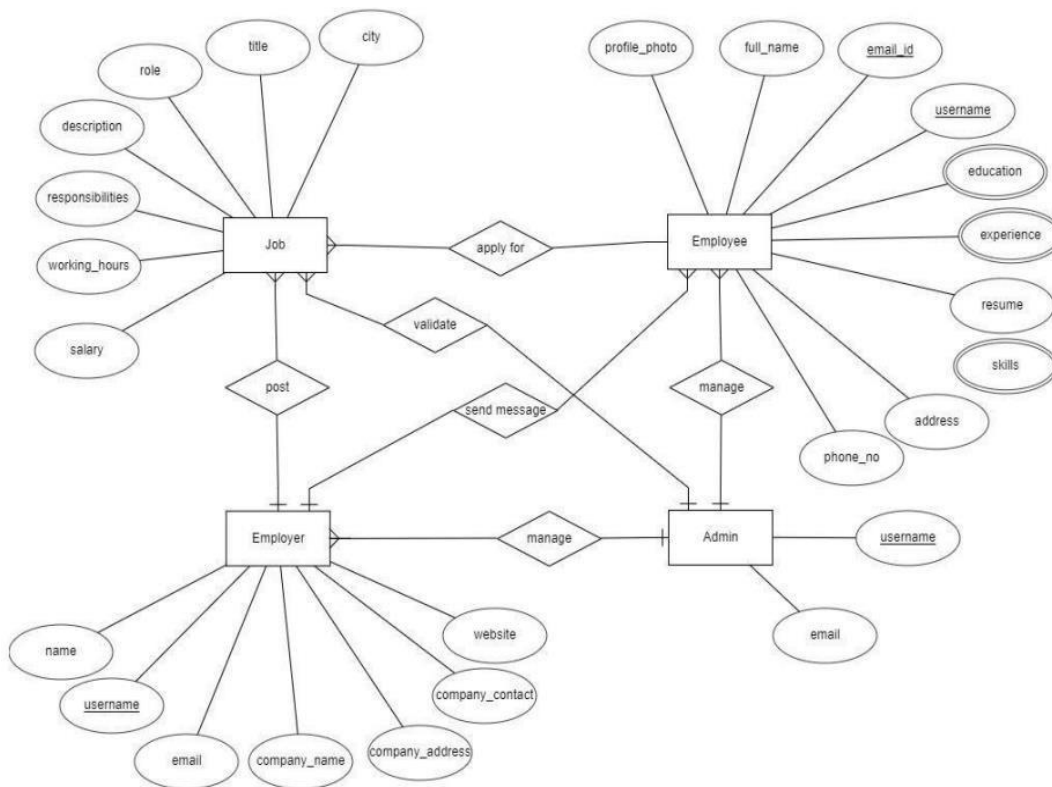 city
title
profile_photo
full_name
email_id
role
username
description
education
responsibilities
Job
apply for
Employee
experience
working_hours
resume
validate
salary
skills
post
send message
manage
address
phone_no
Employer
manage
Admin
username
website
email
name
company_contact
username
company_address
email
company_name